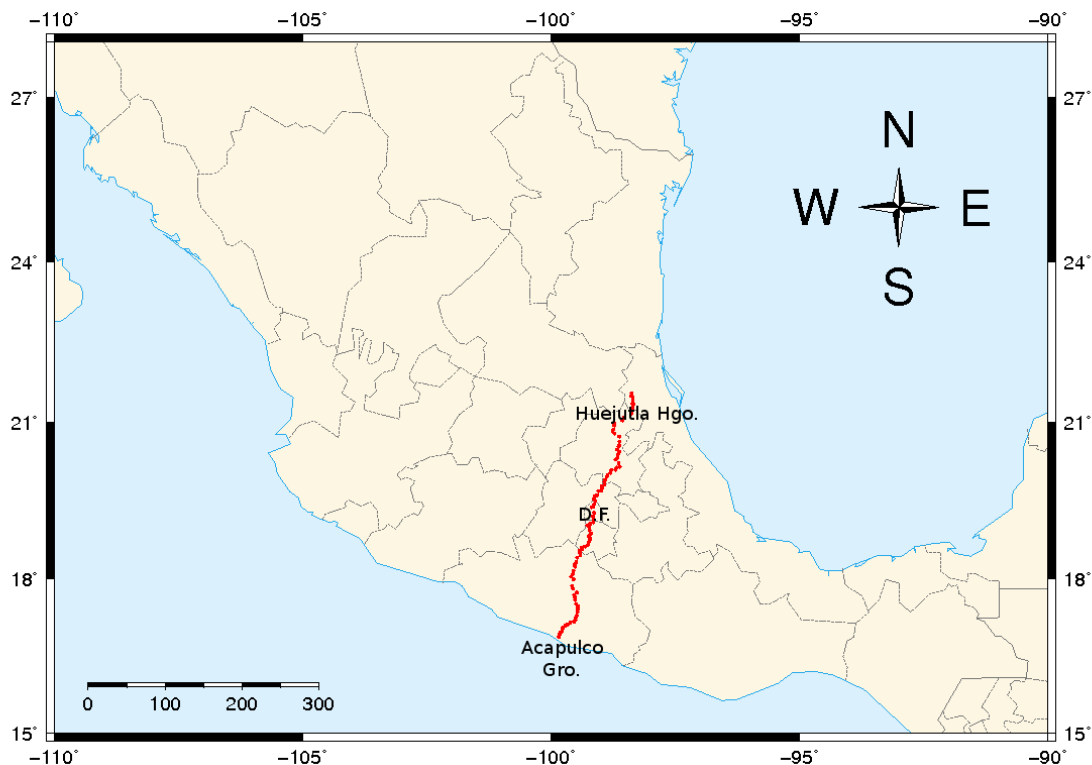 −110˚ −105˚ −100˚ −95˚ −90˚
27˚ 27˚
N
W E
24˚ 24˚
S
21˚ Huejutla Hgo. 21˚
D.F.
18˚ 18˚
Acapulco
Gro.
0 100 200 300
15˚ 15˚
−110˚ −105˚ −100˚ −95˚ −90˚